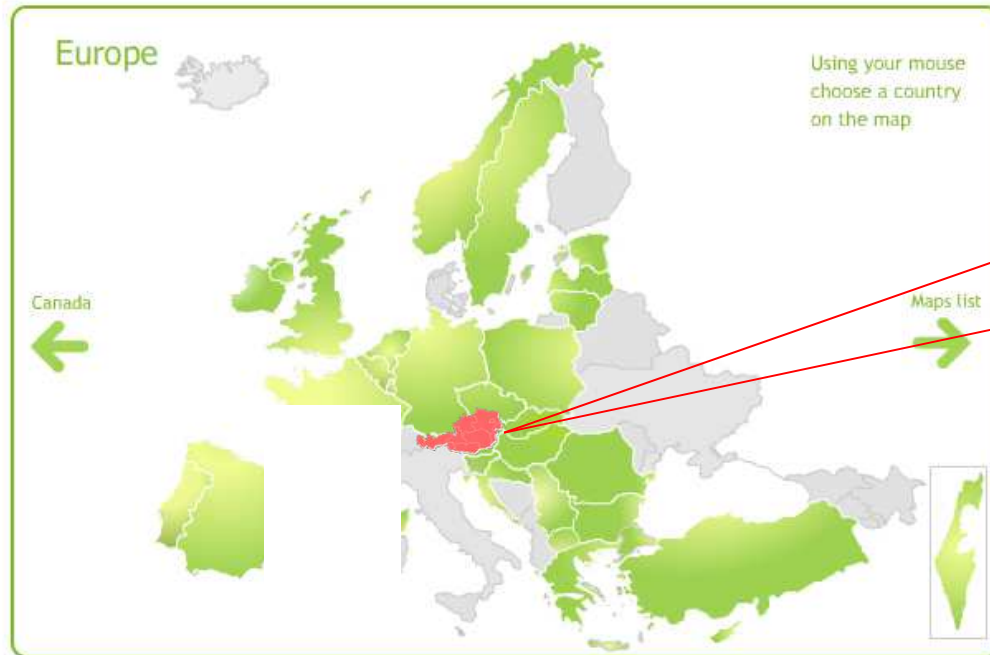 Europe
Using your mouse
choose a country
on the map
Canada
Maps list